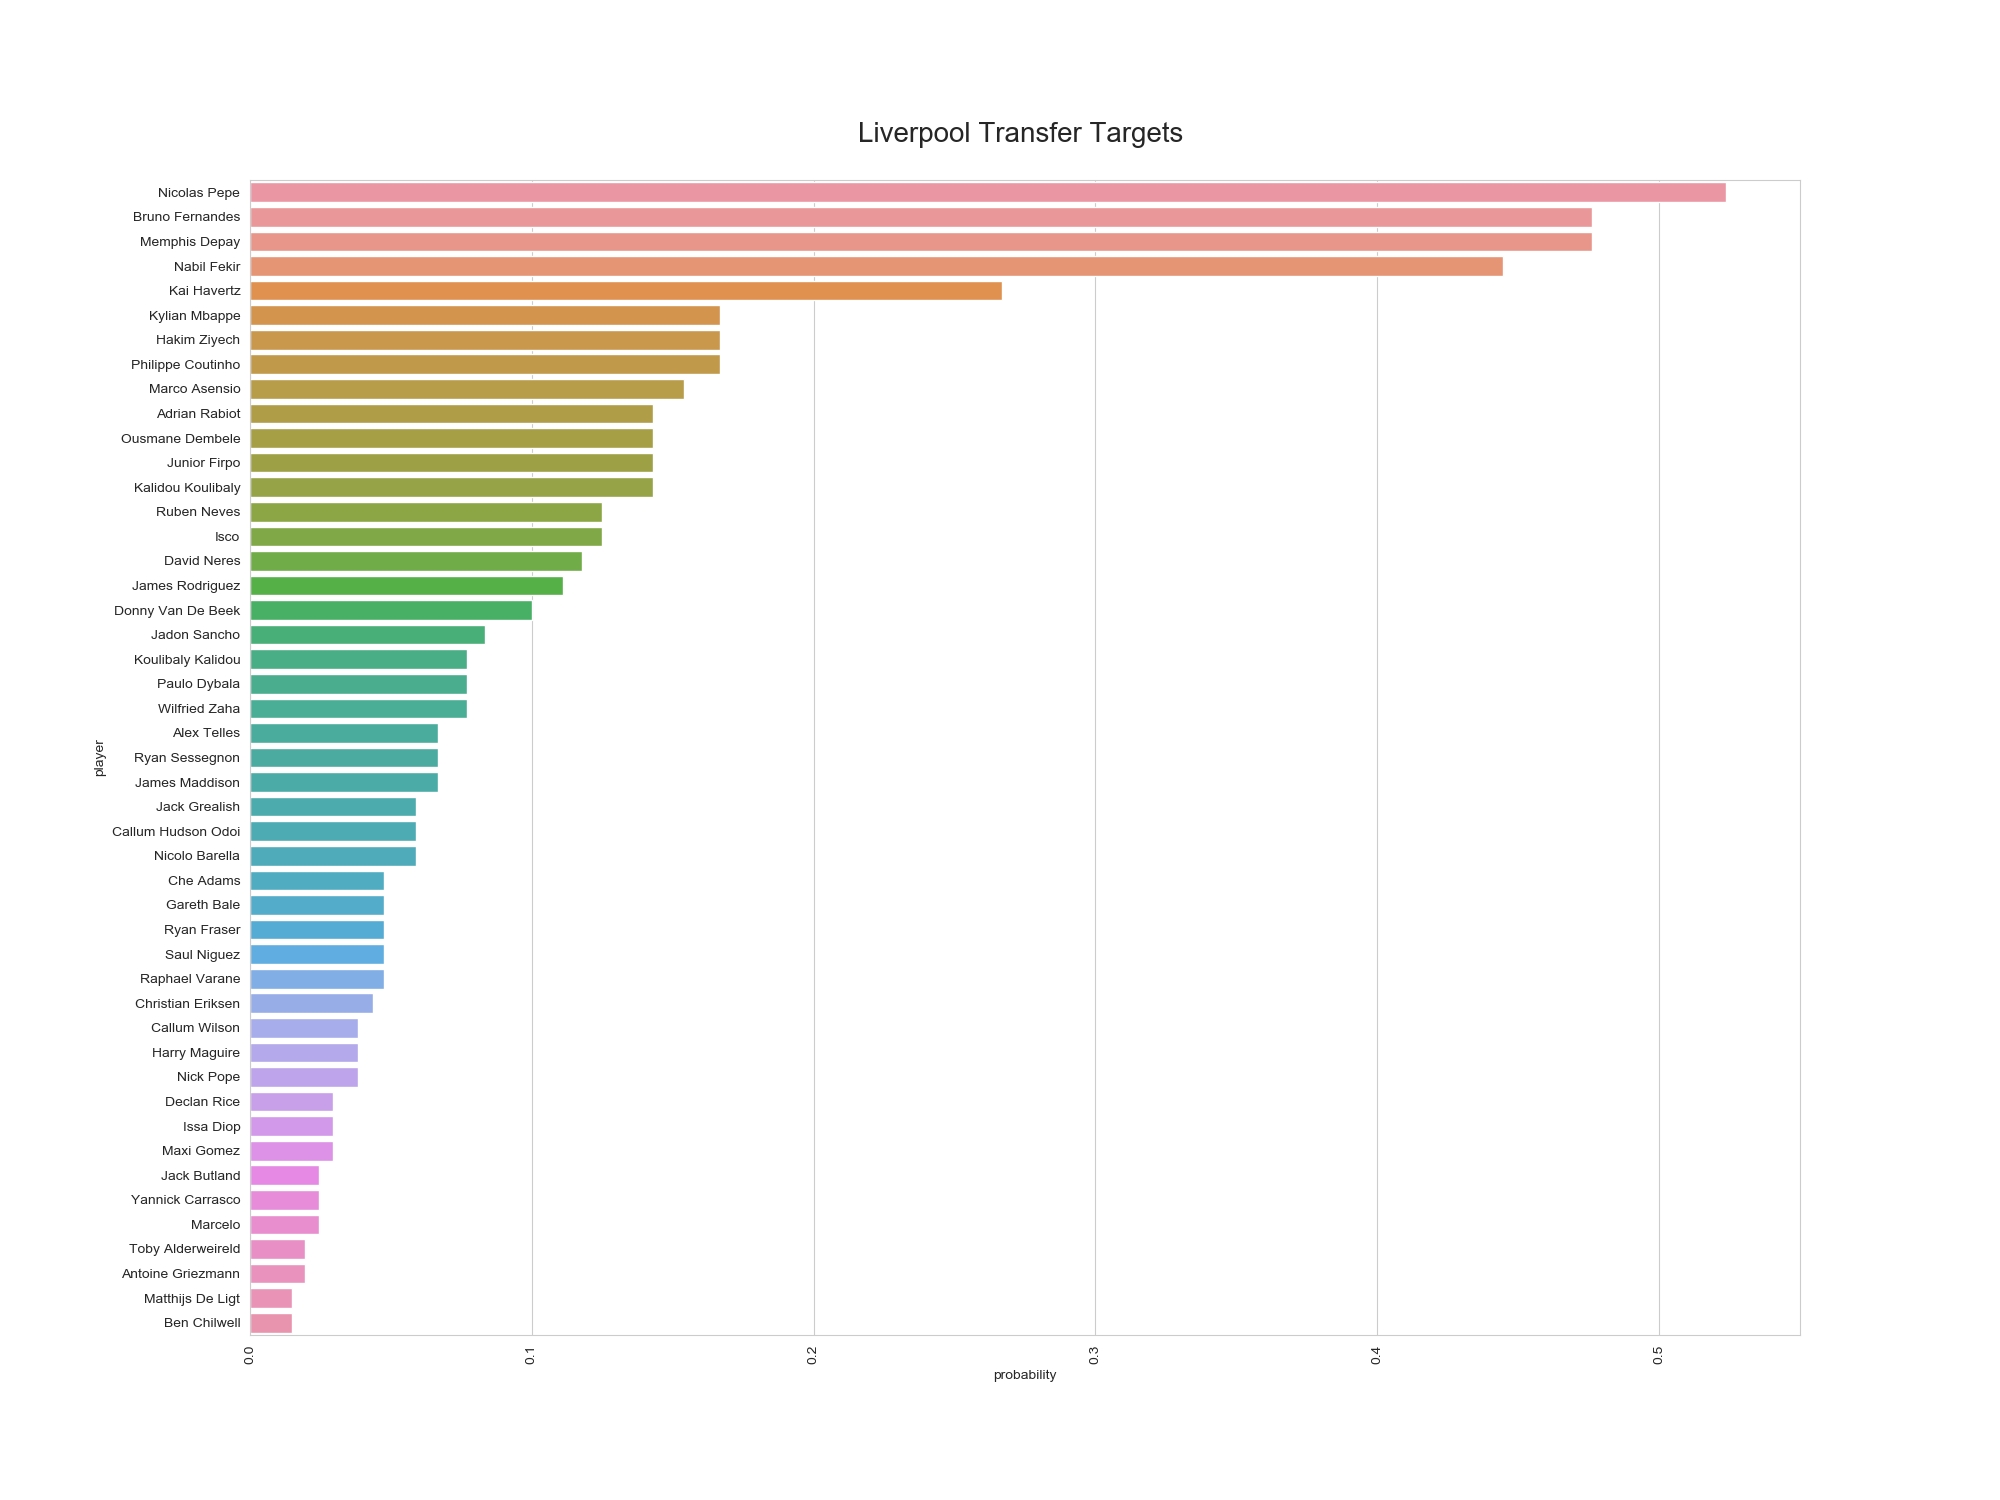 Liverpool Transfer Targets
Nicolas Pepe
Bruno Fernandes
Memphis Depay
Nabil Fekir
Kai Havertz
Kylian Mbappe
Hakim Ziyech
Philippe Coutinho
Marco Asensio
Adrian Rabiot
Ousmane Dembele
Junior Firpo
Kalidou Koulibaly
Ruben Neves
Isco
David Neres
James Rodriguez
Donny Van De Beek
Jadon Sancho
Koulibaly Kalidou
Paulo Dybala
Wilfried Zaha
Alex Telles
Ryan Sessegnon
James Maddison
Jack Grealish
Callum Hudson Odoi
Nicolo Barella
Che Adams
Gareth Bale
Ryan Fraser
Saul Niguez
Raphael Varane
Christian Eriksen
Callum Wilson
Harry Maguire
Nick Pope
Declan Rice
Issa Diop
Maxi Gomez
Jack Butland
Yannick Carrasco
Marcelo
Toby Alderweireld
Antoine Griezmann
Matthijs De Ligt
Ben Chilwell
player
0.0 0.1 0.2 0.3 0.4 0.5
probability